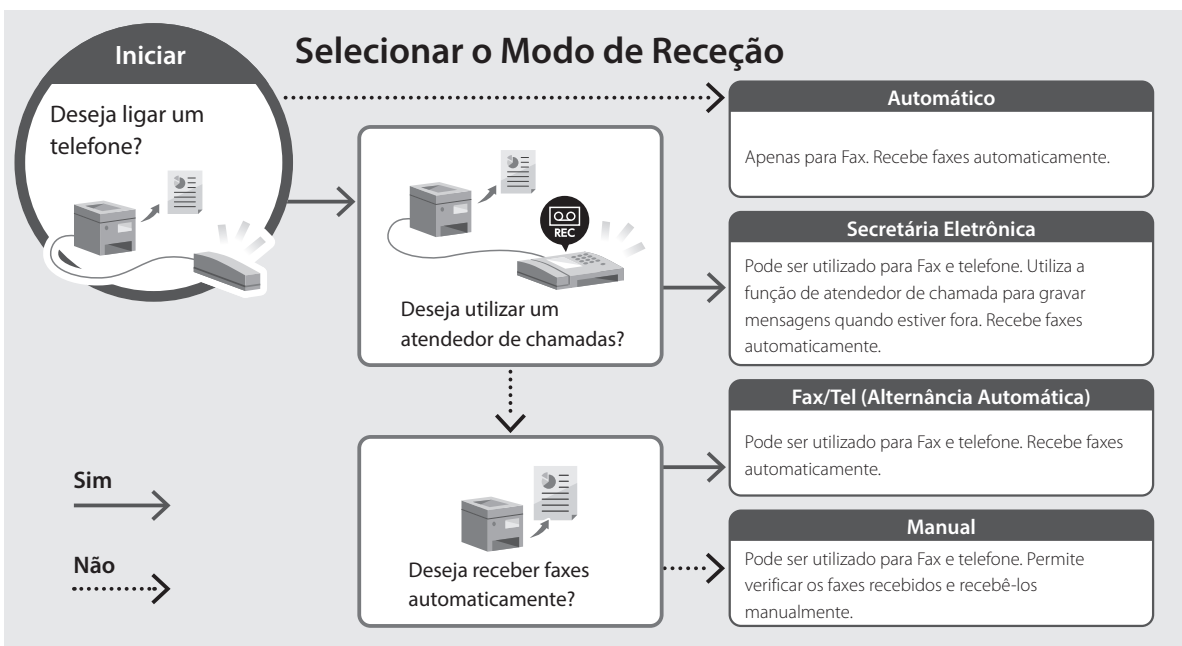 Selecionar o Modo de Receção
Iniciar
Deseja ligar um
telefone?
REC
Deseja utilizar um
atendedor de chamadas?
Deseja receber faxes
automaticamente?
Sim
Não
Automático
Apenas para Fax. Recebe faxes automaticamente.
Secretária Eletrônica
Pode ser utilizado para Fax e telefone. Utiliza a
função de atendedor de chamada para gravar
mensagens quando estiver fora. Recebe faxes
automaticamente.
Fax/Tel (Alternância Automática)
Pode ser utilizado para Fax e telefone. Recebe faxes
automaticamente.
Manual
Pode ser utilizado para Fax e telefone. Permite
verificar os faxes recebidos e recebê-los
manualmente.